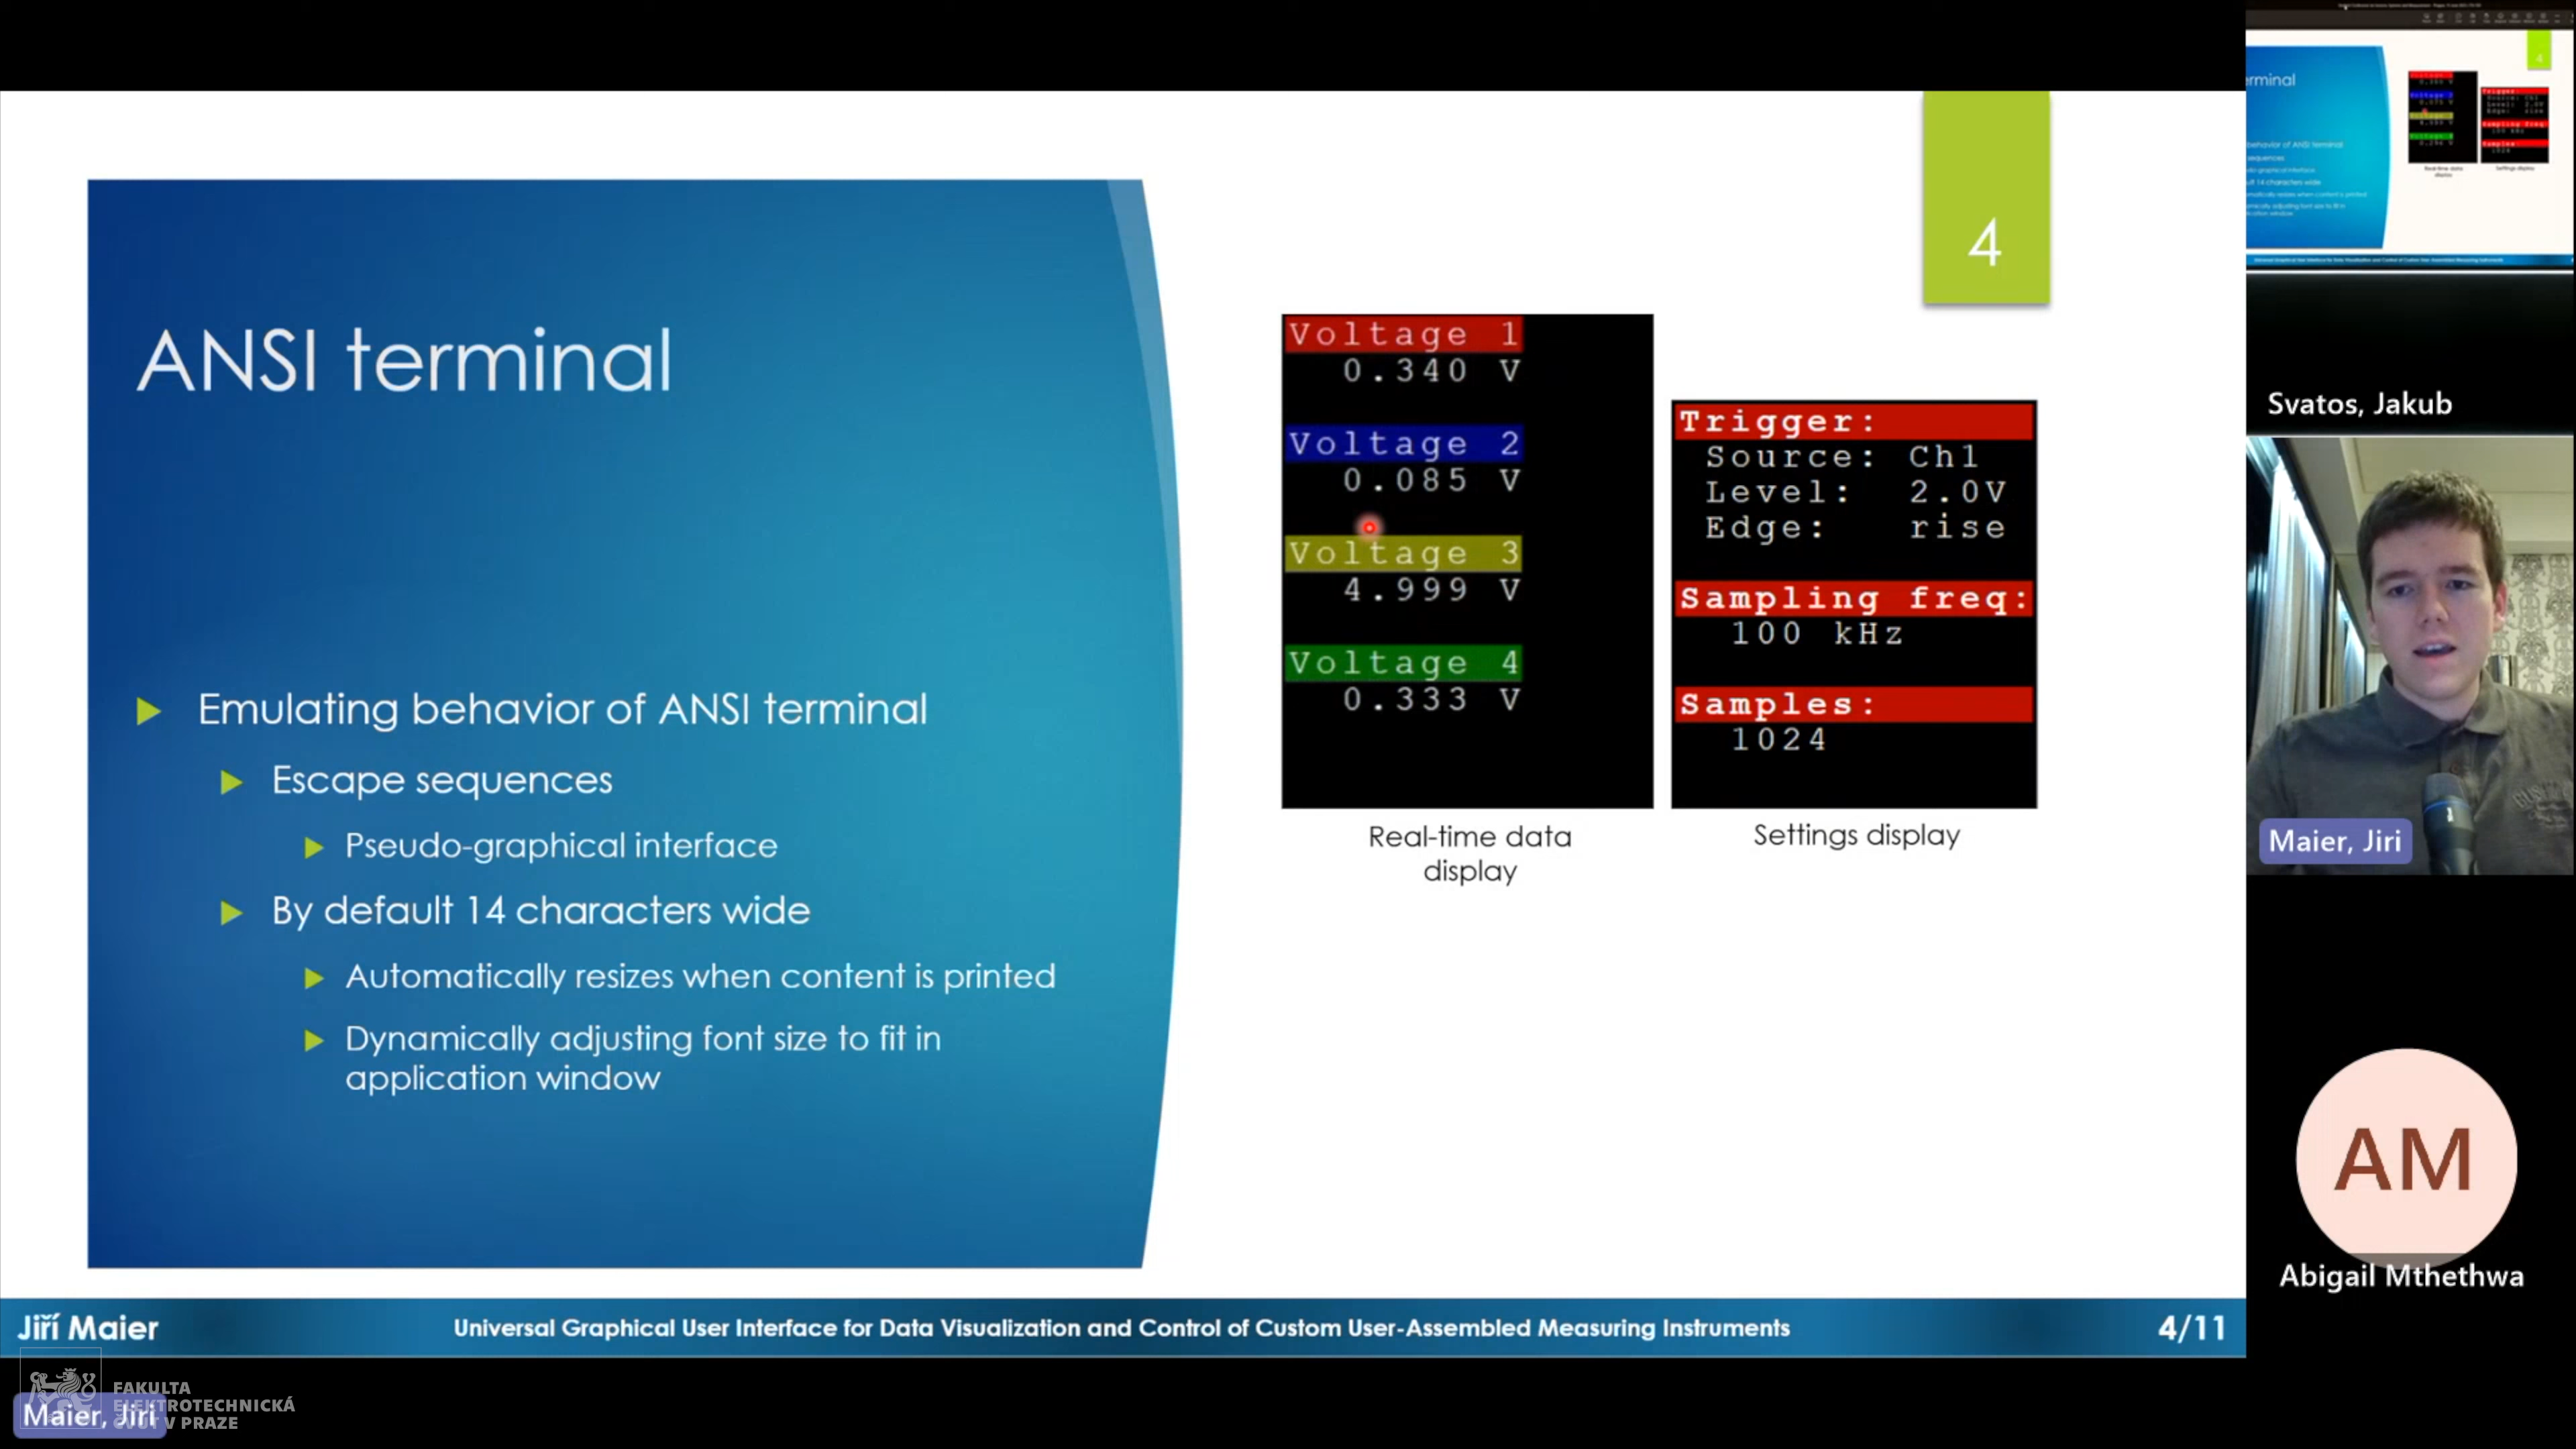 4
ANSI terminal
Emulating behavior of ANSI terminal
Escape sequences
Pseudo-graphical interface
By default 14 characters wide
Automatically resizes when content is printed
Dynamically adjusting font size to fit in
application window
Voltage 1
0.340 V
Voltage 2
0.085 V
Voltage 3
4.999 V
Voltage 4
0.333 V
Real-time data
display
Trigger:
Source: Ch1
Level: 2.0V
Edge: rise
Sampling freq:
100 kHz
Samples:
1024
Settings display
Jiří Maier
Universal Graphical User Interface for Data Visualization and Control of Custom User-Assembled Measuring Instruments
4/11
FAKULTA
ELEKTROTECHNICKÁ
ČVUT V PRAZE
Maier, Jiri
Svatos, Jakub
Maier, Jiri
AM
Abigail Mthethwa